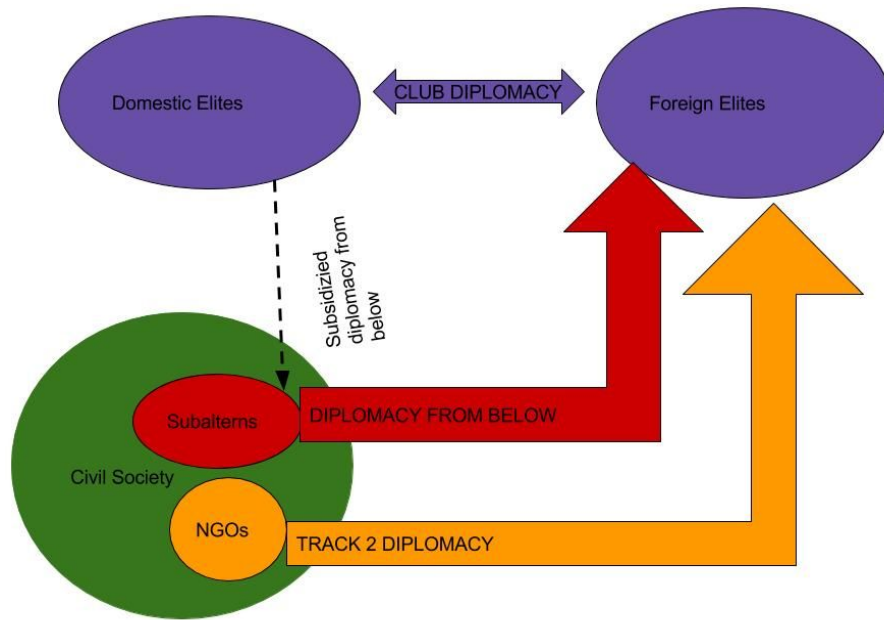 Domestic Elites
CLUB DIPLOMACY
Foreign Elites
Subsidizied
diplomacy from
below
Subalterns
DIPLOMACY FROM BELOW
Civil Society
NGOs
TRACK 2 DIPLOMACY